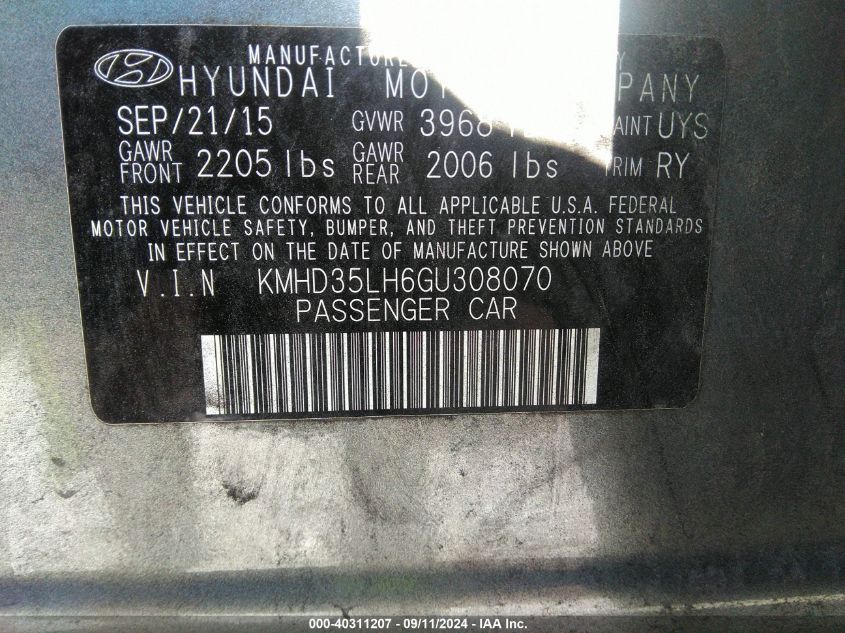 MANUFACTURE
HYUNDAI MO PANY
SEP/21/15 GVWR 3968 PAINT UYS
GAWR FRONT 2205 lbs GAWR REAR 2006 lbs TRIM RY
THIS VEHICLE CONFORMS TO ALL APPLICABLE U.S.A. FEDERAL
MOTOR VEHICLE SAFETY, BUMPER, AND THEFT PREVENTION STANDARDS
IN EFFECT ON THE DATE OF MANUFACTURE SHOWN ABOVE
V.I.N KMHD35LH6GU308070
PASSENGER CAR
000-40311207 - 09/11/2024 - IAA Inc.